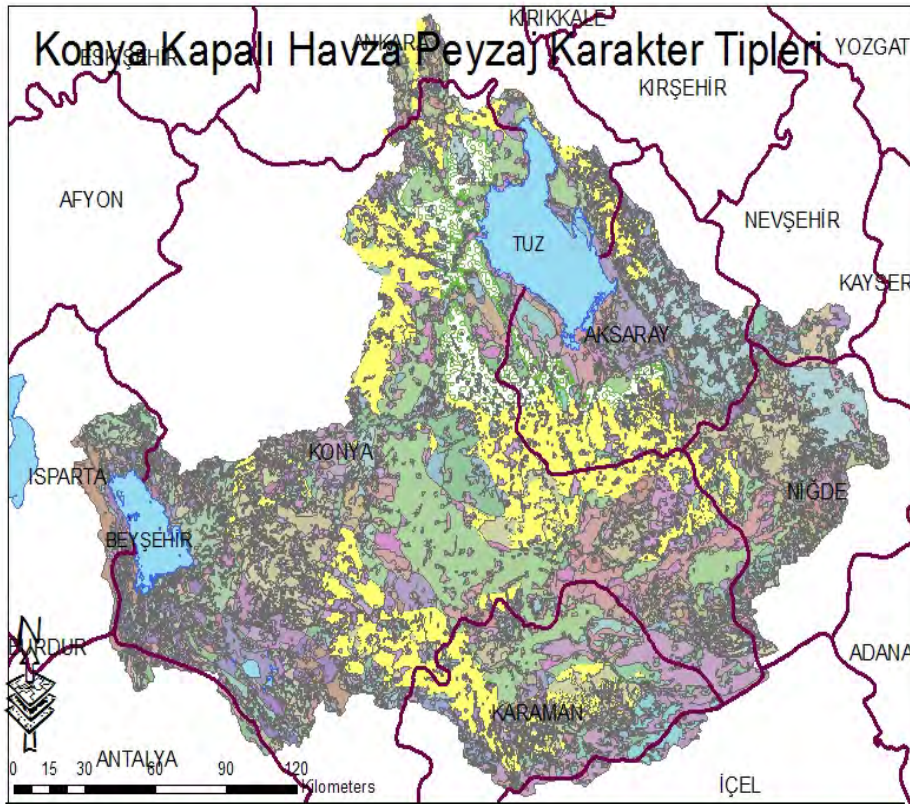 KIRIKKALE
Konya Kapalı Havza Peyzaj Karakter Tipleri
ANKARA
YOZGAT
ESKİŞEHİR
KIRŞEHİR
AFYON
NEVŞEHİR
TUZ
KAYSER
AKSARAY
KONYA
ISPARTA
NİĞDE
BEYŞEHİR
N
BURDUR
ADANA
KARAMAN
ANTALYA
İÇEL
0 15 30 60 90 120
Kilometers